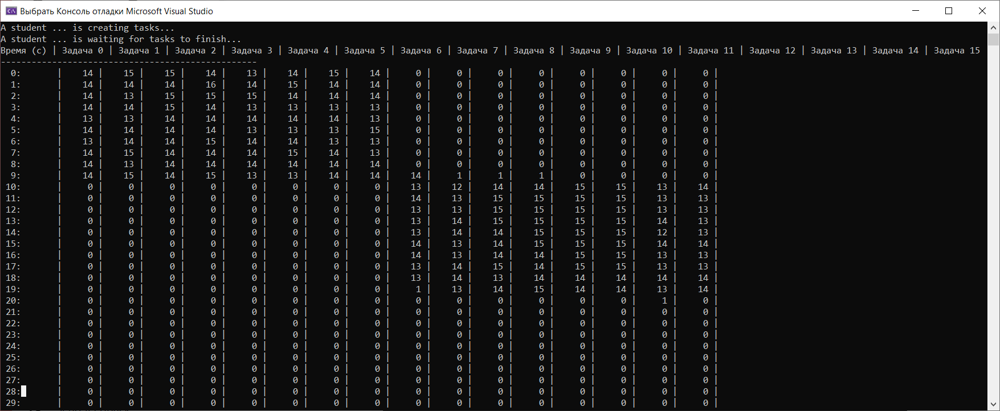 Выбрать Консоль отладки Microsoft Visual Studio
A student ... is creating tasks...
A student ... is waiting for tasks to finish...
Время (с) | Задача 0 | Задача 1 | Задача 2 | Задача 3 | Задача 4 | Задача 5 | Задача 6 | Задача 7 | Задача 8 | Задача 9 | Задача 10 | Задача 11 | Задача 12 | Задача 13 | Задача 14 | Задача 15
--------------------------------------------------
0: | 14 | 15 | 15 | 14 | 13 | 14 | 15 | 14 | 0 | 0 | 0 | 0 | 0 | 0 | 0 | 0 |
1: | 14 | 14 | 14 | 16 | 14 | 15 | 14 | 14 | 0 | 0 | 0 | 0 | 0 | 0 | 0 | 0 |
2: | 14 | 13 | 15 | 15 | 15 | 14 | 14 | 14 | 0 | 0 | 0 | 0 | 0 | 0 | 0 | 0 |
3: | 14 | 14 | 15 | 14 | 13 | 13 | 13 | 13 | 0 | 0 | 0 | 0 | 0 | 0 | 0 | 0 |
4: | 13 | 13 | 14 | 14 | 14 | 14 | 14 | 13 | 0 | 0 | 0 | 0 | 0 | 0 | 0 | 0 |
5: | 14 | 14 | 14 | 14 | 13 | 13 | 13 | 15 | 0 | 0 | 0 | 0 | 0 | 0 | 0 | 0 |
6: | 13 | 14 | 14 | 15 | 14 | 14 | 13 | 13 | 0 | 0 | 0 | 0 | 0 | 0 | 0 | 0 |
7: | 14 | 15 | 14 | 14 | 14 | 15 | 14 | 13 | 0 | 0 | 0 | 0 | 0 | 0 | 0 | 0 |
8: | 14 | 13 | 14 | 14 | 14 | 14 | 14 | 14 | 0 | 0 | 0 | 0 | 0 | 0 | 0 | 0 |
9: | 14 | 15 | 14 | 15 | 13 | 13 | 14 | 14 | 14 | 1 | 1 | 1 | 0 | 0 | 0 | 0 |
10: | 0 | 0 | 0 | 0 | 0 | 0 | 0 | 0 | 13 | 12 | 14 | 14 | 15 | 15 | 13 | 14 |
11: | 0 | 0 | 0 | 0 | 0 | 0 | 0 | 0 | 14 | 13 | 15 | 15 | 15 | 15 | 13 | 13 |
12: | 0 | 0 | 0 | 0 | 0 | 0 | 0 | 0 | 13 | 13 | 15 | 15 | 15 | 15 | 13 | 13 |
13: | 0 | 0 | 0 | 0 | 0 | 0 | 0 | 0 | 13 | 14 | 15 | 15 | 15 | 15 | 14 | 13 |
14: | 0 | 0 | 0 | 0 | 0 | 0 | 0 | 0 | 13 | 14 | 14 | 15 | 15 | 15 | 12 | 13 |
15: | 0 | 0 | 0 | 0 | 0 | 0 | 0 | 0 | 14 | 13 | 14 | 15 | 15 | 15 | 14 | 14 |
16: | 0 | 0 | 0 | 0 | 0 | 0 | 0 | 0 | 14 | 13 | 14 | 14 | 15 | 15 | 13 | 13 |
17: | 0 | 0 | 0 | 0 | 0 | 0 | 0 | 0 | 13 | 14 | 15 | 14 | 15 | 15 | 13 | 13 |
18: | 0 | 0 | 0 | 0 | 0 | 0 | 0 | 0 | 13 | 14 | 13 | 14 | 14 | 14 | 14 | 14 |
19: | 0 | 0 | 0 | 0 | 0 | 0 | 0 | 0 | 1 | 13 | 14 | 15 | 14 | 14 | 13 | 14 |
20: | 0 | 0 | 0 | 0 | 0 | 0 | 0 | 0 | 0 | 0 | 0 | 0 | 0 | 0 | 1 | 0 |
21: | 0 | 0 | 0 | 0 | 0 | 0 | 0 | 0 | 0 | 0 | 0 | 0 | 0 | 0 | 0 | 0 |
22: | 0 | 0 | 0 | 0 | 0 | 0 | 0 | 0 | 0 | 0 | 0 | 0 | 0 | 0 | 0 | 0 |
23: | 0 | 0 | 0 | 0 | 0 | 0 | 0 | 0 | 0 | 0 | 0 | 0 | 0 | 0 | 0 | 0 |
24: | 0 | 0 | 0 | 0 | 0 | 0 | 0 | 0 | 0 | 0 | 0 | 0 | 0 | 0 | 0 | 0 |
25: | 0 | 0 | 0 | 0 | 0 | 0 | 0 | 0 | 0 | 0 | 0 | 0 | 0 | 0 | 0 | 0 |
26: | 0 | 0 | 0 | 0 | 0 | 0 | 0 | 0 | 0 | 0 | 0 | 0 | 0 | 0 | 0 | 0 |
27: | 0 | 0 | 0 | 0 | 0 | 0 | 0 | 0 | 0 | 0 | 0 | 0 | 0 | 0 | 0 | 0 |
28: | 0 | 0 | 0 | 0 | 0 | 0 | 0 | 0 | 0 | 0 | 0 | 0 | 0 | 0 | 0 | 0 |
29: | 0 | 0 | 0 | 0 | 0 | 0 | 0 | 0 | 0 | 0 | 0 | 0 | 0 | 0 | 0 | 0 |